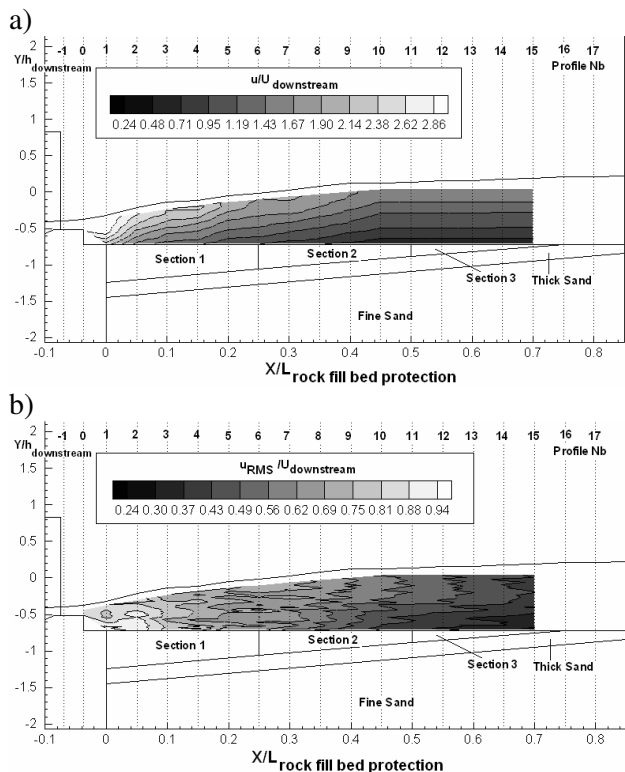 a)
-1 0 1 2 3 4 5 6 7 8 9 10 11 12 13 14 15 16 17
Y/h downstream
Profile Nb
u/U downstream
0.24 0.48 0.71 0.95 1.19 1.43 1.67 1.90 2.14 2.38 2.62 2.86
2
1.5
1
0.5
0
-0.5
-1
-1.5
-2
Section 1
Section 2
Section 3
Thick Sand
Fine Sand
-0.1 0 0.1 0.2 0.3 0.4 0.5 0.6 0.7 0.8
X/L rock fill bed protection
b)
-1 0 1 2 3 4 5 6 7 8 9 10 11 12 13 14 15 16 17
Y/h downstream
Profile Nb
uRMS /U downstream
0.24 0.30 0.37 0.43 0.49 0.56 0.62 0.69 0.75 0.81 0.88 0.94
2
1.5
1
0.5
0
-0.5
-1
-1.5
-2
Section 1
Section 2
Section 3
Thick Sand
Fine Sand
-0.1 0 0.1 0.2 0.3 0.4 0.5 0.6 0.7 0.8
X/L rock fill bed protection